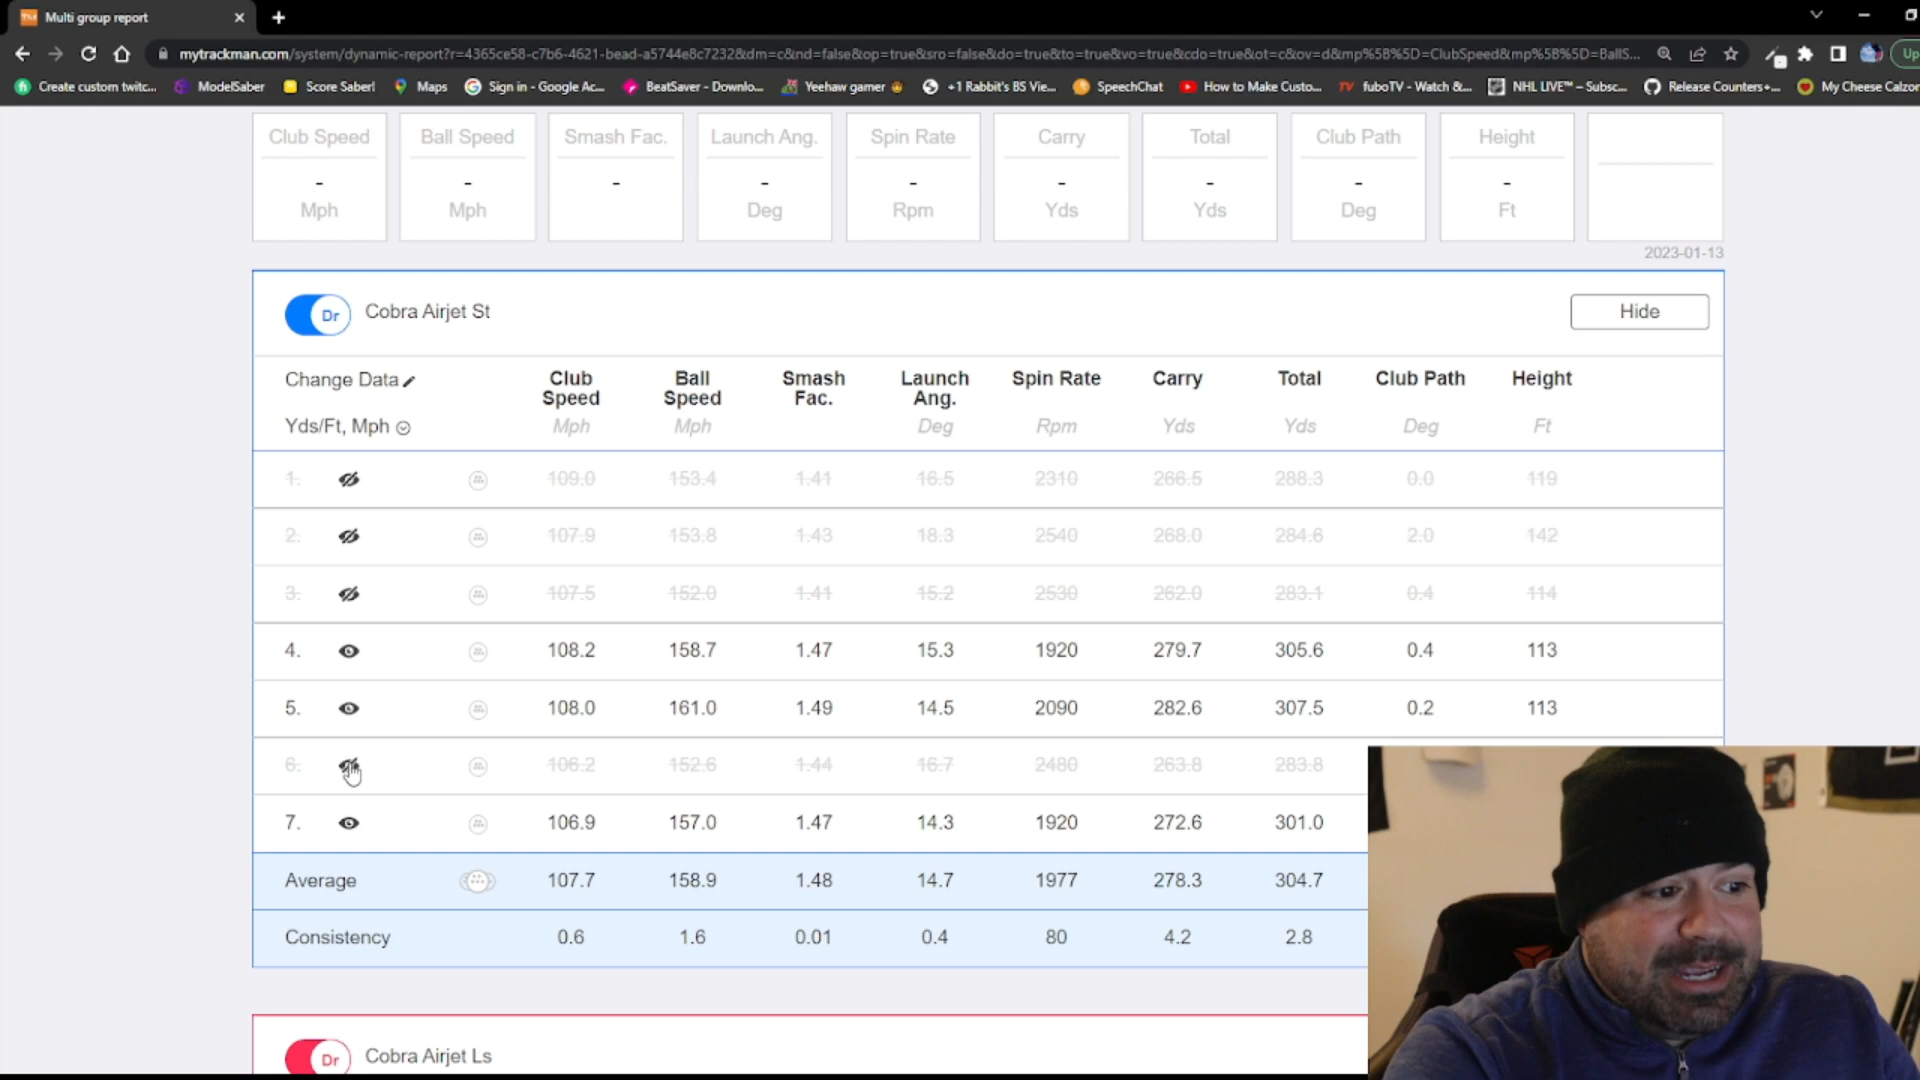 Multi group report
mytrackman.com/system/dynamic-report?r=4365ce58-c7b6-4621-bead-a5744e8c7232&dm=c&nd=false&op=true&sro=false&do=true&to=true&vo=true&cdo=true&ot=c&ov=d&mp%5B%5D=ClubSpeed&mp%5B%5D=BallS... Up
Create custom twitc... ModelSaber Score Saber! Maps Sign in - Google Ac... BeatSaver - Downlo... Yeehaw gamer +1 Rabbit's BS Vie... SpeechChat How to Make Custo... fuboTV - Watch &... NHL LIVE™ – Subsc... Release Counters+... My Cheese Calzon
Club Speed Ball Speed Smash Fac. Launch Ang. Spin Rate Carry Total Club Path Height
- - - - - - - - -
Mph Mph Deg Rpm Yds Yds Deg Ft
2023-01-13
Dr Cobra Airjet St Hide
Change Data Club Speed Ball Speed Smash Fac. Launch Ang. Spin Rate Carry Total Club Path Height
Yds/Ft, Mph Mph Mph Deg Rpm Yds Yds Deg Ft
1. 109.0 153.4 1.41 16.5 2310 266.5 288.3 0.0 119
2. 107.9 153.8 1.43 18.3 2540 268.0 284.6 2.0 142
3. 107.5 152.0 1.41 15.2 2530 262.0 283.1 0.4 114
4. 108.2 158.7 1.47 15.3 1920 279.7 305.6 0.4 113
5. 108.0 161.0 1.49 14.5 2090 282.6 307.5 0.2 113
6. 106.2 152.6 1.44 16.7 2480 263.8 283.8
7. 106.9 157.0 1.47 14.3 1920 272.6 301.0
Average 107.7 158.9 1.48 14.7 1977 278.3 304.7
Consistency 0.6 1.6 0.01 0.4 80 4.2 2.8
Dr Cobra Airjet Ls